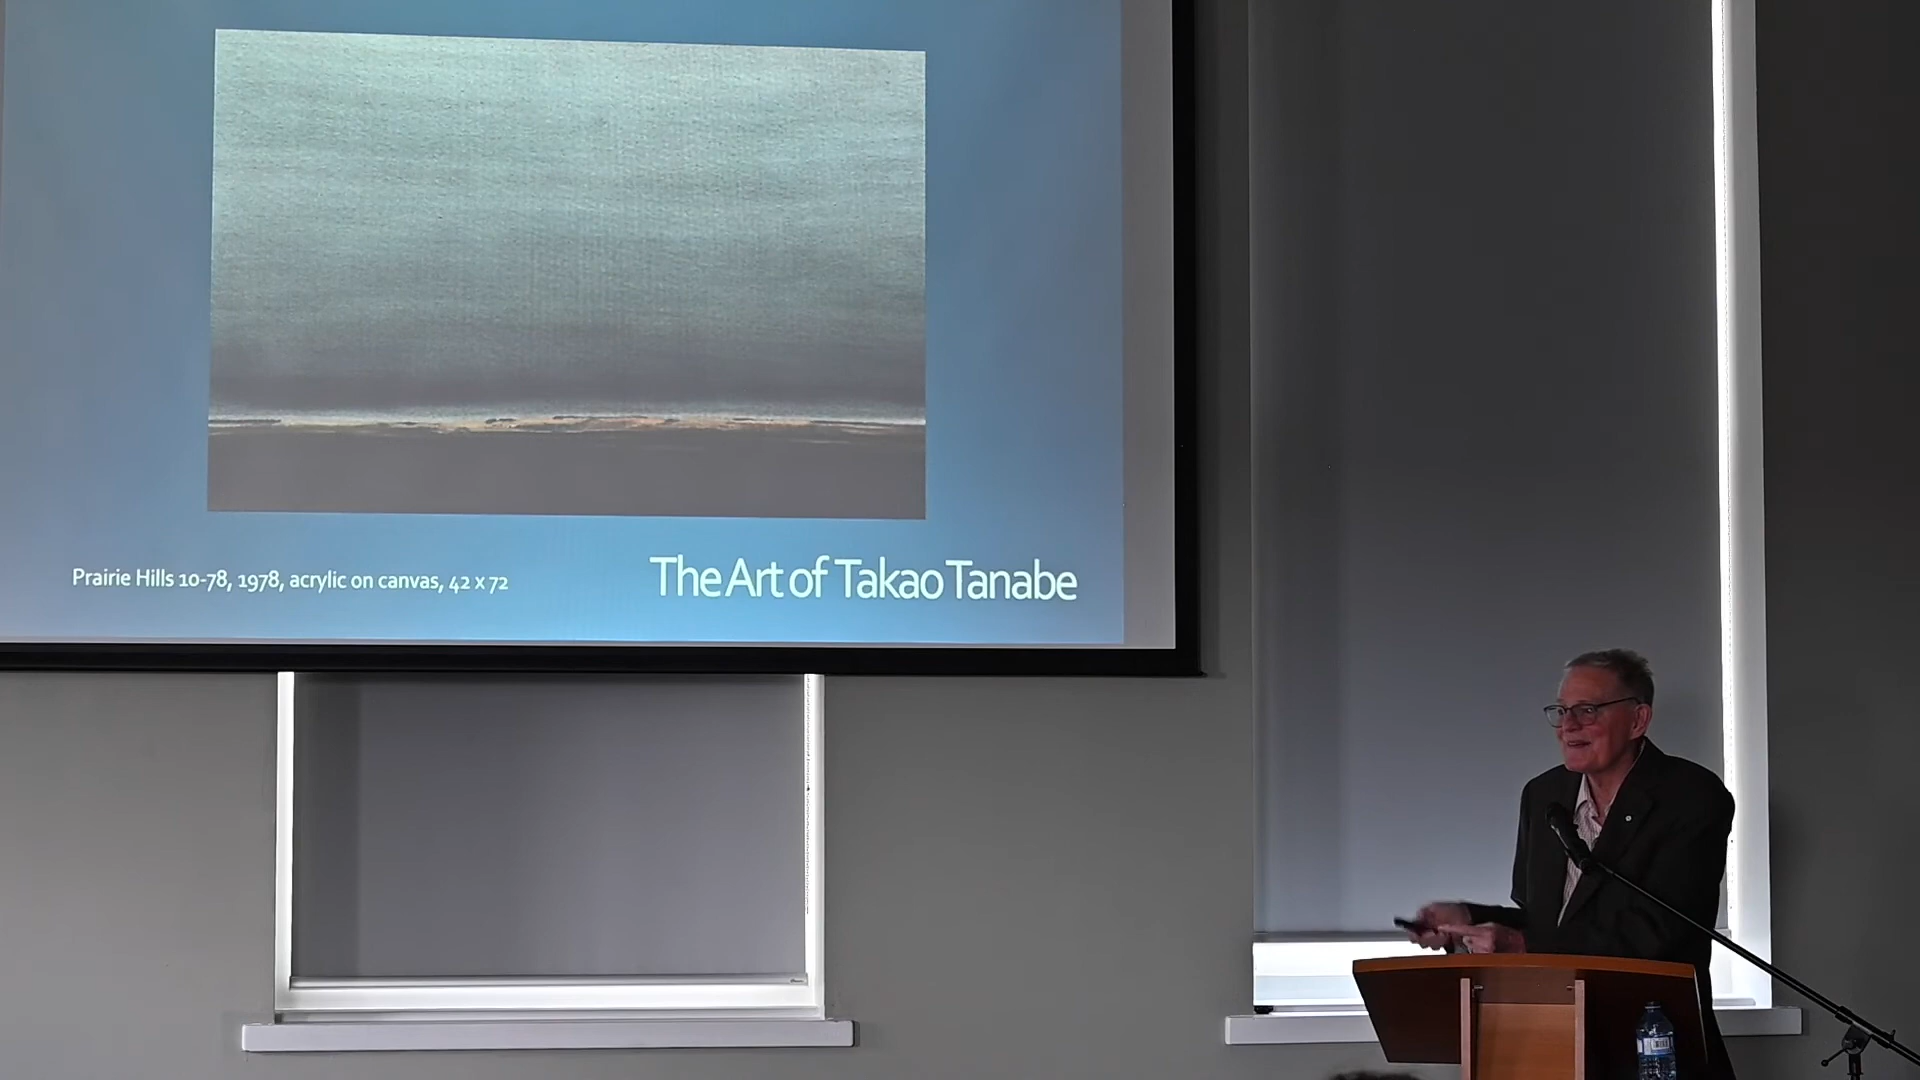 Prairie Hills 10-78, 1978, acrylic on canvas, 42 x 72
The Art of Takao Tanabe